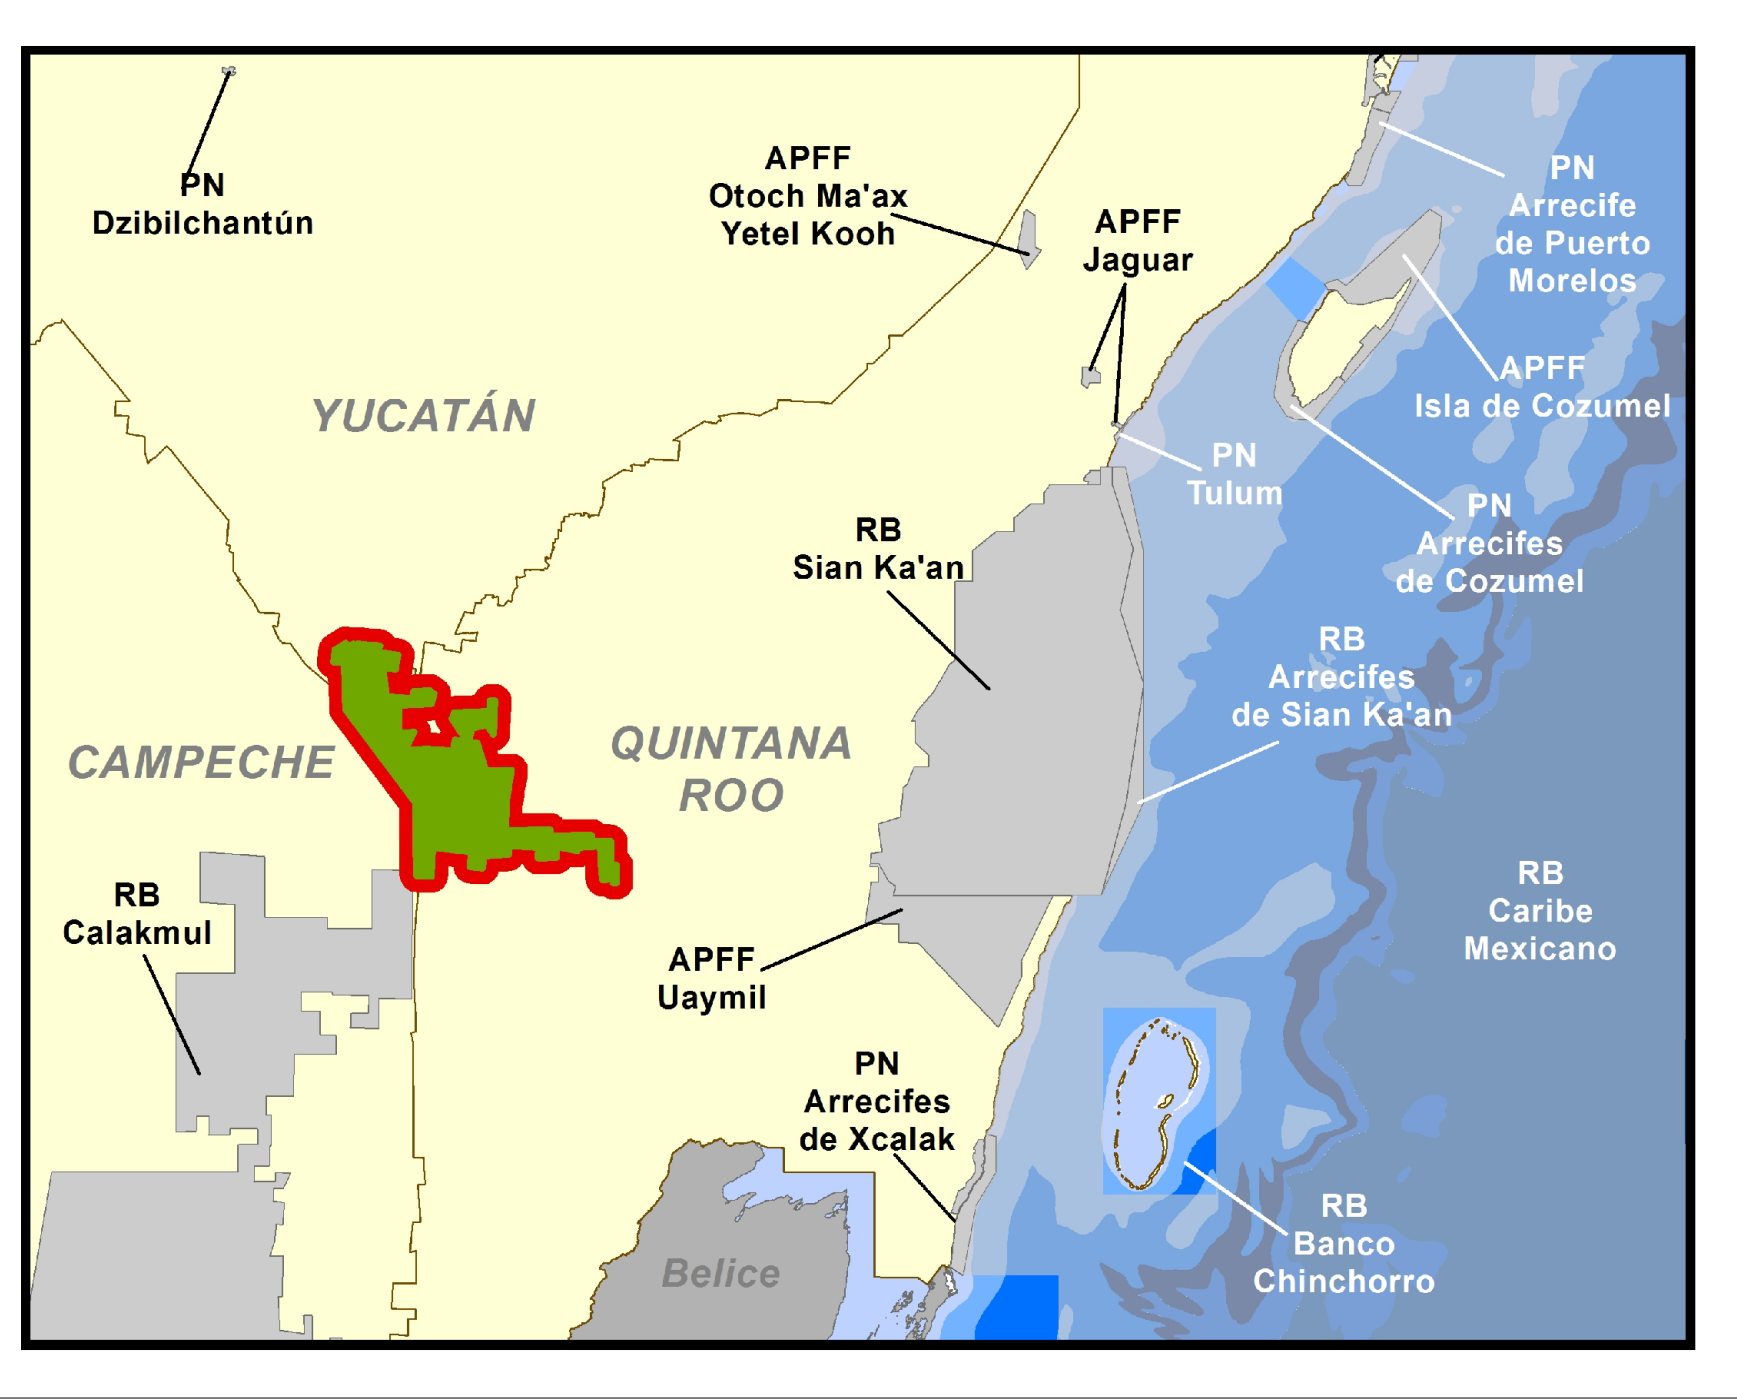 PN
Dzibilchantún
APFF
Otoch Ma'ax
Yetel Kooh
APFF
Jaguar
PN
Arrecife
de Puerto
Morelos
APFF
Isla de Cozumel
YUCATÁN
PN
Tulum
PN
Arrecifes
de Cozumel
RB
Sian Ka'an
RB
Arrecifes
de Sian Ka'an
CAMPECHE
QUINTANA
ROO
RB
Calakmul
RB
Caribe
Mexicano
APFF
Uaymil
PN
Arrecifes
de Xcalak
RB
Banco
Chinchorro
Belice